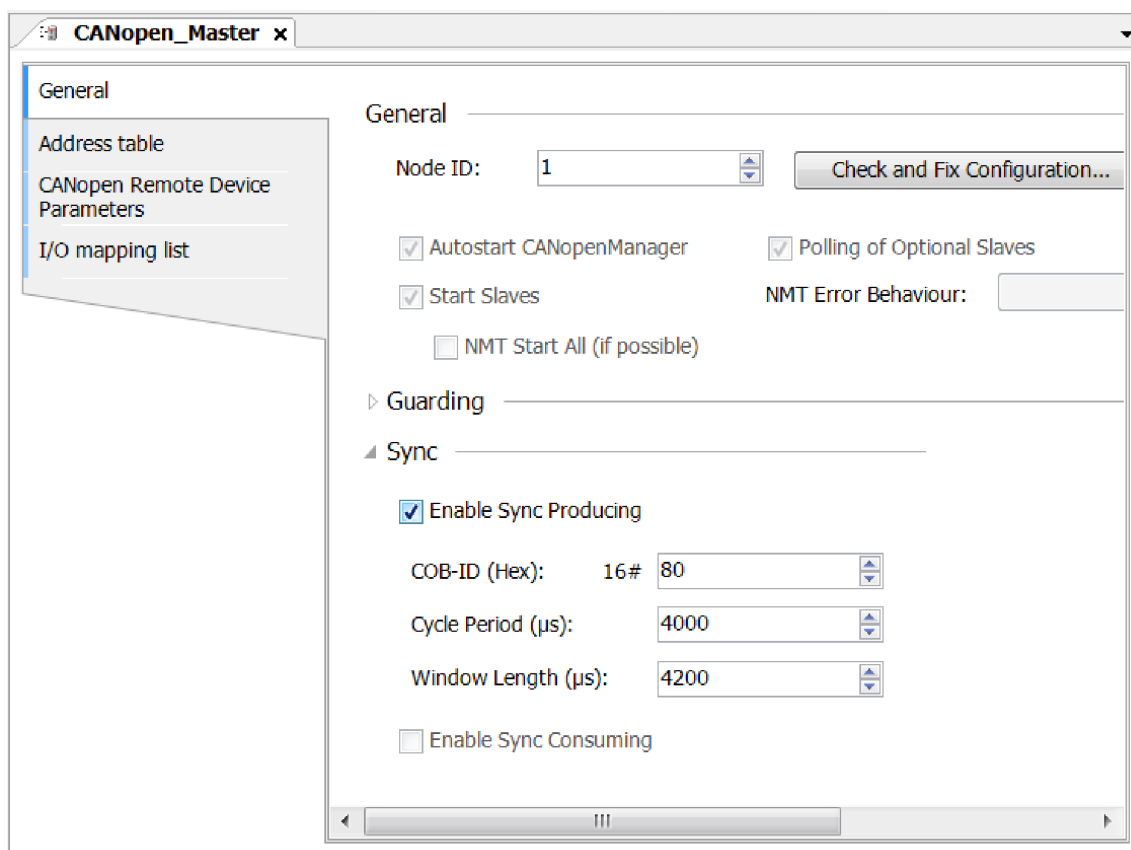 CANopen_Master x
General
Address table
CANopen Remote Device
Parameters
I/O mapping list
General
Node ID: 1 Check and Fix Configuration...
Autostart CANopenManager Polling of Optional Slaves
Start Slaves NMT Error Behaviour:
NMT Start All (if possible)
Guarding
Sync
Enable Sync Producing
COB-ID (Hex): 16# 80
Cycle Period (µs): 4000
Window Length (µs): 4200
Enable Sync Consuming